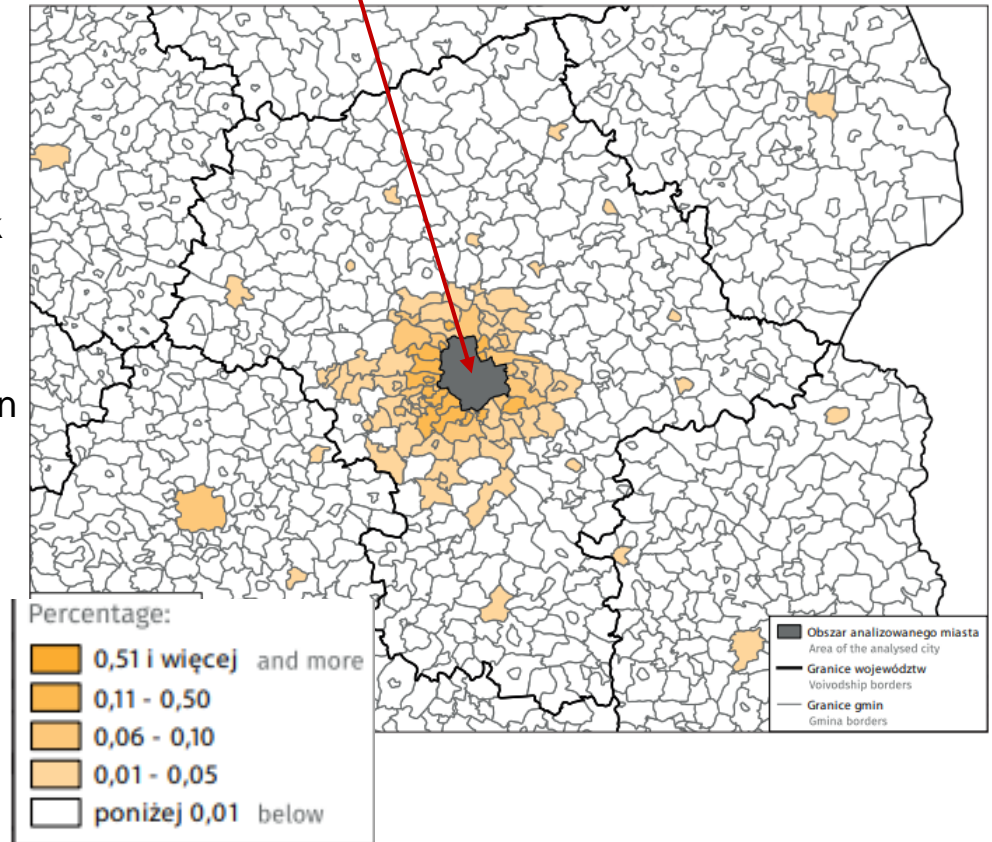 k
n
Percentage:
0,51 i więcej and more
0,11 - 0,50
0,06 - 0,10
0,01 - 0,05
poniżej 0,01 below
Obszar analizowanego miasta
Area of the analysed city
Granice województw
Voivodship borders
Granice gmin
Gmina borders